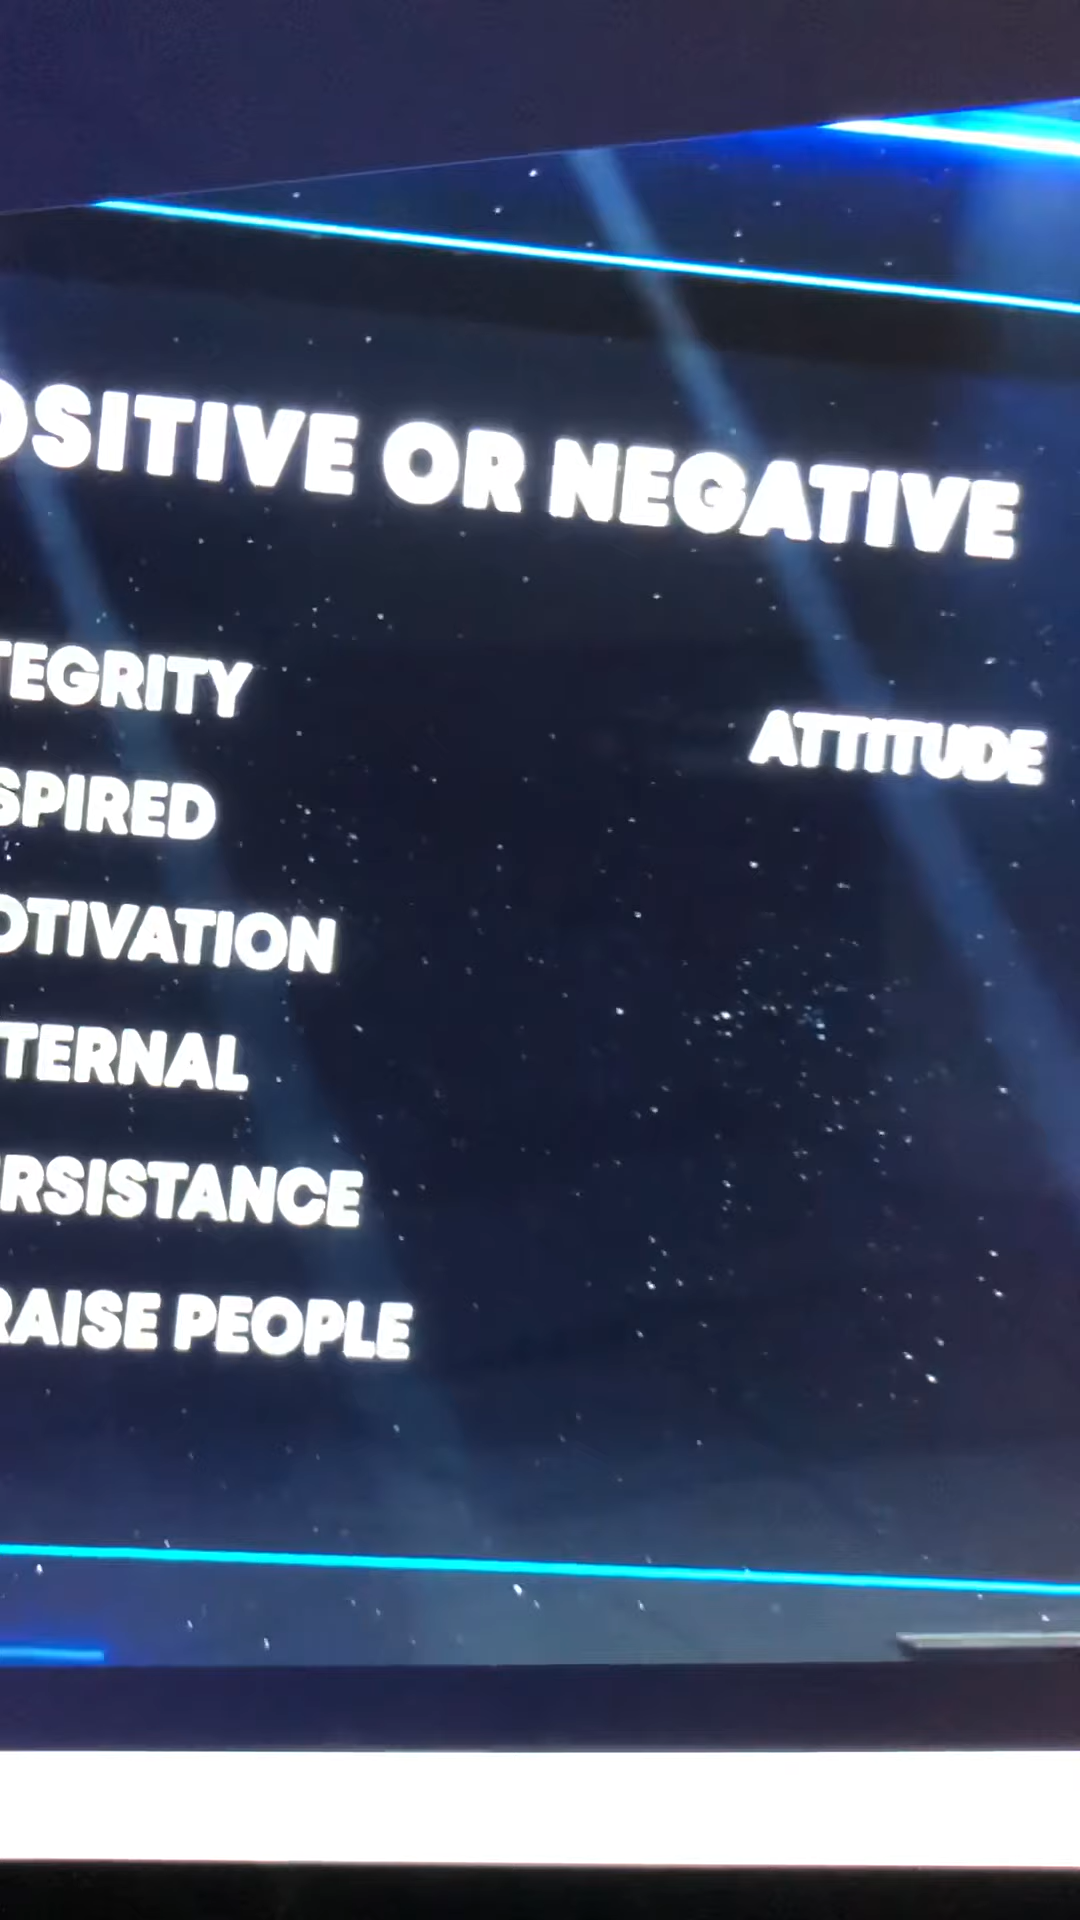 OSITIVE OR NEGATIVE
TEGRITY
ATTITUDE
SPIRED
OTIVATION
TERNAL
RSISTANCE
RAISE PEOPLE